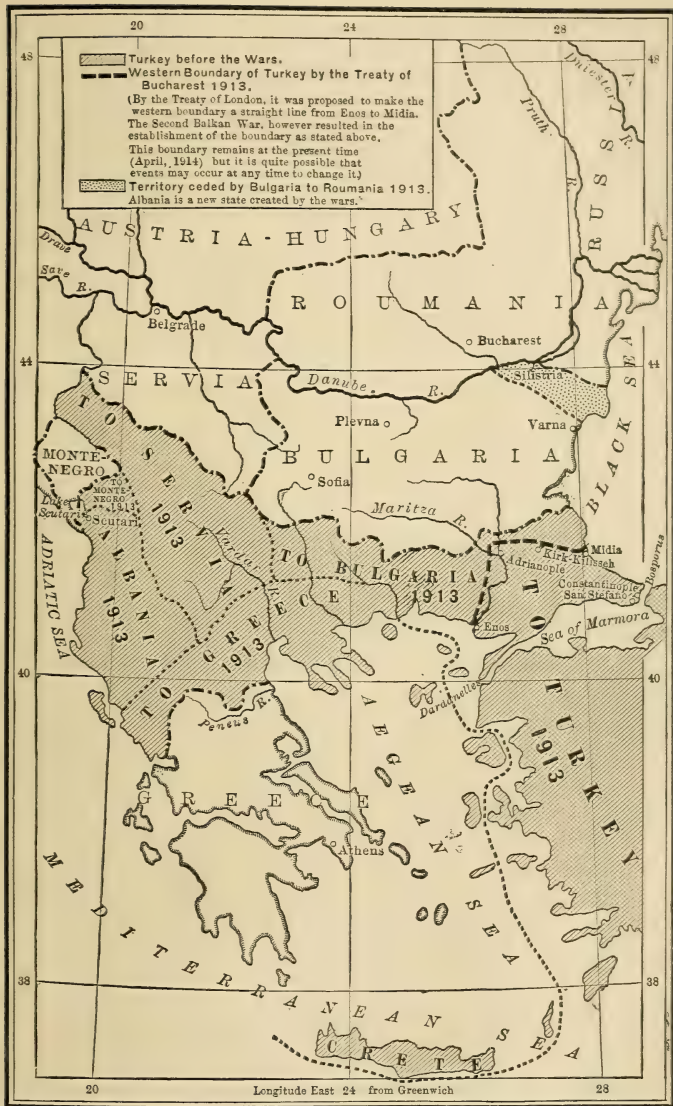 20
24
28
48
48
Turkey before the Wars.
Western Boundary of Turkey by the Treaty of
Bucharest 1913.
(By the Treaty of London, it was proposed to make the
western boundary a straight line from Enos to Midia.
The Second Balkan War, however resulted in the
establishment of the boundary as stated above.
This boundary remains at the present time
(April, 1914) but it is quite possible that
events may occur at any time to change it.)
Territory ceded by Bulgaria to Roumania 1913.
Albania is a new state created by the wars.
Dniester R.
Pruth R.
RUSS
AUSTRIA-HUNGARY
Drave
Save R.
Belgrade
ROUMANIA
Bucharest
44
44
SERVIA
Danube R.
Silistria
BLACK SEA
Plevna
Varna
BULGARIA
Sofia
TO SERVIA
1913
MONTE-
NEGRO
TO
MONTE-
NEGRO
1913
Lake
Scutari
Scutari
Maritza R.
Vardar R.
ALBANIA
1913
ADRIATIC SEA
TO BULGARIA
1913
Adrianople
Kirk-Kilisseh
Midia
Constantinople
San Stefano
Bosporus
Enos
Sea of Marmora
TO GREECE
1913
40
40
Dardanelles
TO TURKEY
1913
Peneus R.
AEGEAN SEA
GREECE
Athens
MEDITERRANEAN SEA
38
38
CRETE
20
Longitude East 24 from Greenwich
28